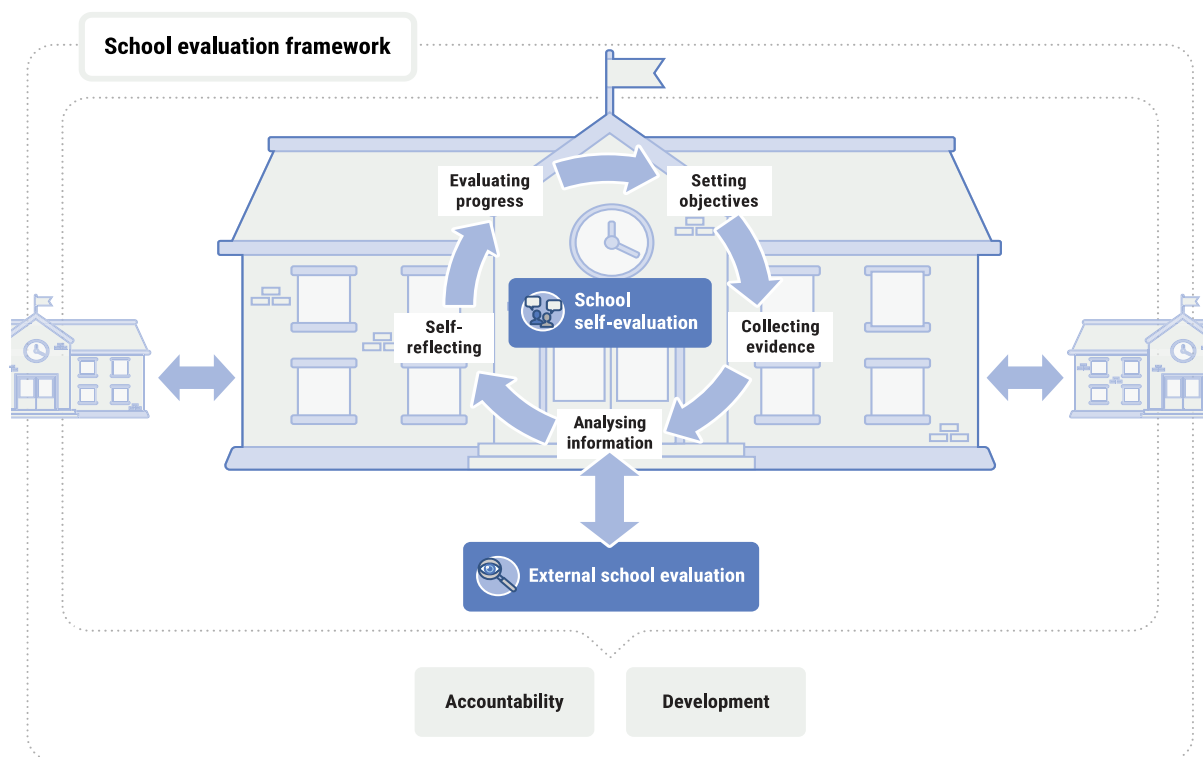 School evaluation framework
Evaluating
progress
Setting
objectives
School
self-evaluation
Self-
reflecting
Collecting
evidence
Analysing
information
External school evaluation
Accountability
Development